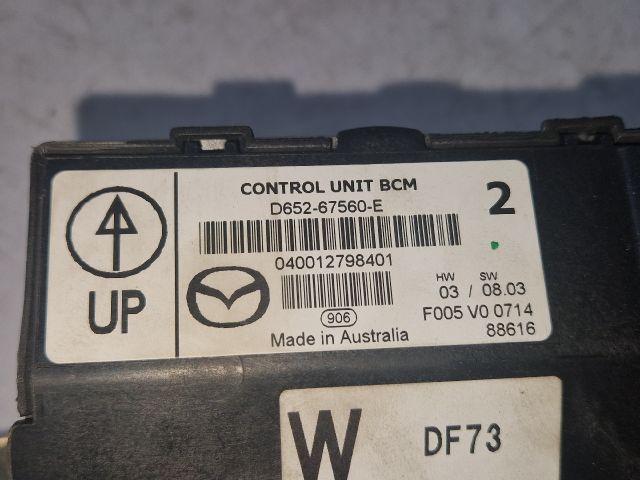 UP
CONTROL UNIT BCM
D652-67560-E
2
040012798401
HW SW
03 / 08.03
906
F005 V0 0714
Made in Australia
88616
W
DF73